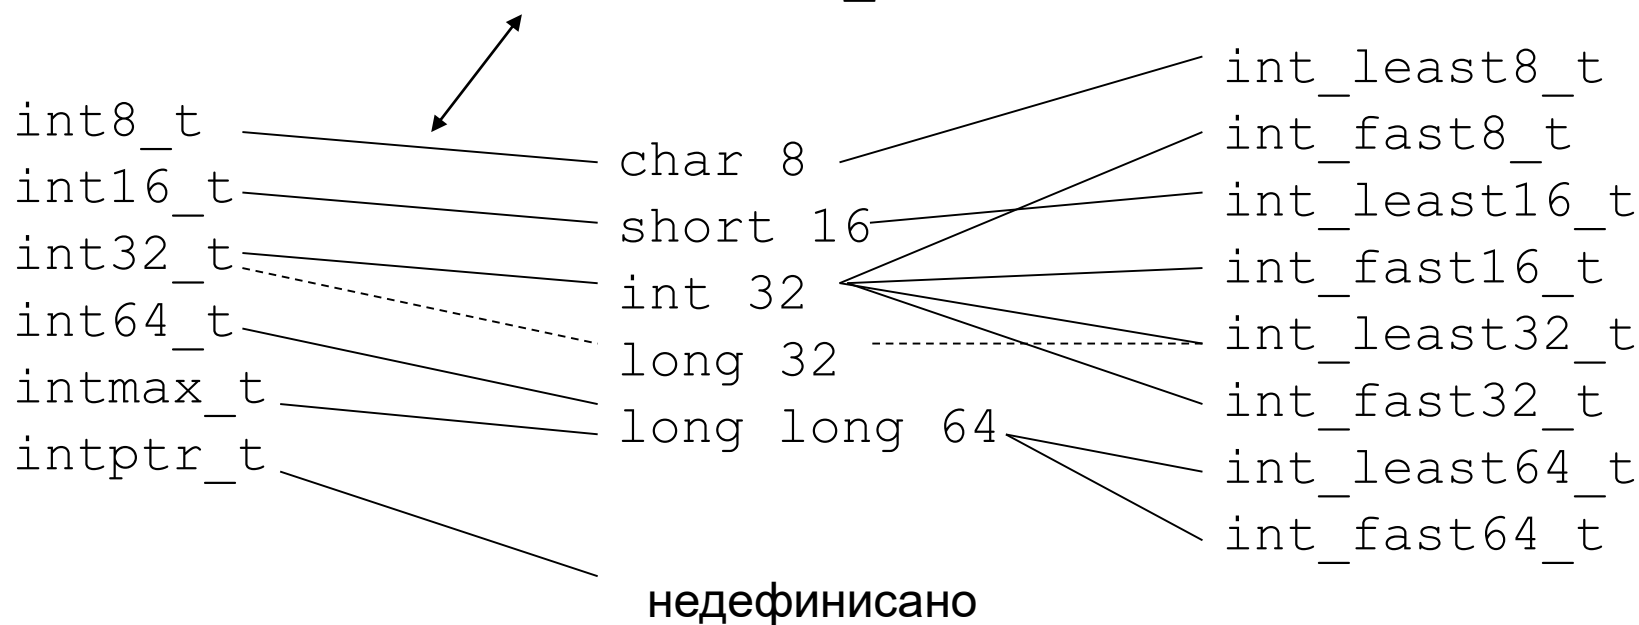 int8_t
int16_t
int32_t
int64_t
intmax_t
intptr_t
char 8
short 16
int 32
long 32
long long 64
недефинисано
int_least8_t
int_fast8_t
int_least16_t
int_fast16_t
int_least32_t
int_fast32_t
int_least64_t
int_fast64_t